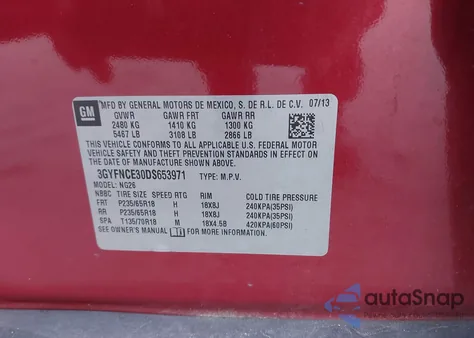 GM
MFD BY GENERAL MOTORS DE MEXICO, S. DE R.L. DE C.V. 07/13
GVWR GAWR FRT GAWR RR
2480 KG 1410 KG 1300 KG
5467 LB 3108 LB 2866 LB
THIS VEHICLE CONFORMS TO ALL APPLICABLE U.S. FEDERAL MOTOR
VEHICLE SAFETY AND THEFT PREVENTION STANDARDS IN EFFECT ON
THE DATE OF MANUFACTURE SHOWN ABOVE.
3GYFNCE30DS653971 TYPE: M.P.V.
MODEL: NG26
NBBC TIRE SIZE SPEED RTG RIM COLD TIRE PRESSURE
FRT P235/65R18 H 18X8J 240KPA(35PSI)
RR P235/65R18 H 18X8J 240KPA(35PSI)
SPA T135/70R18 M 18X4.5B 420KPA(60PSI)
SEE OWNER'S MANUAL FOR MORE INFORMATION.
autoSnap